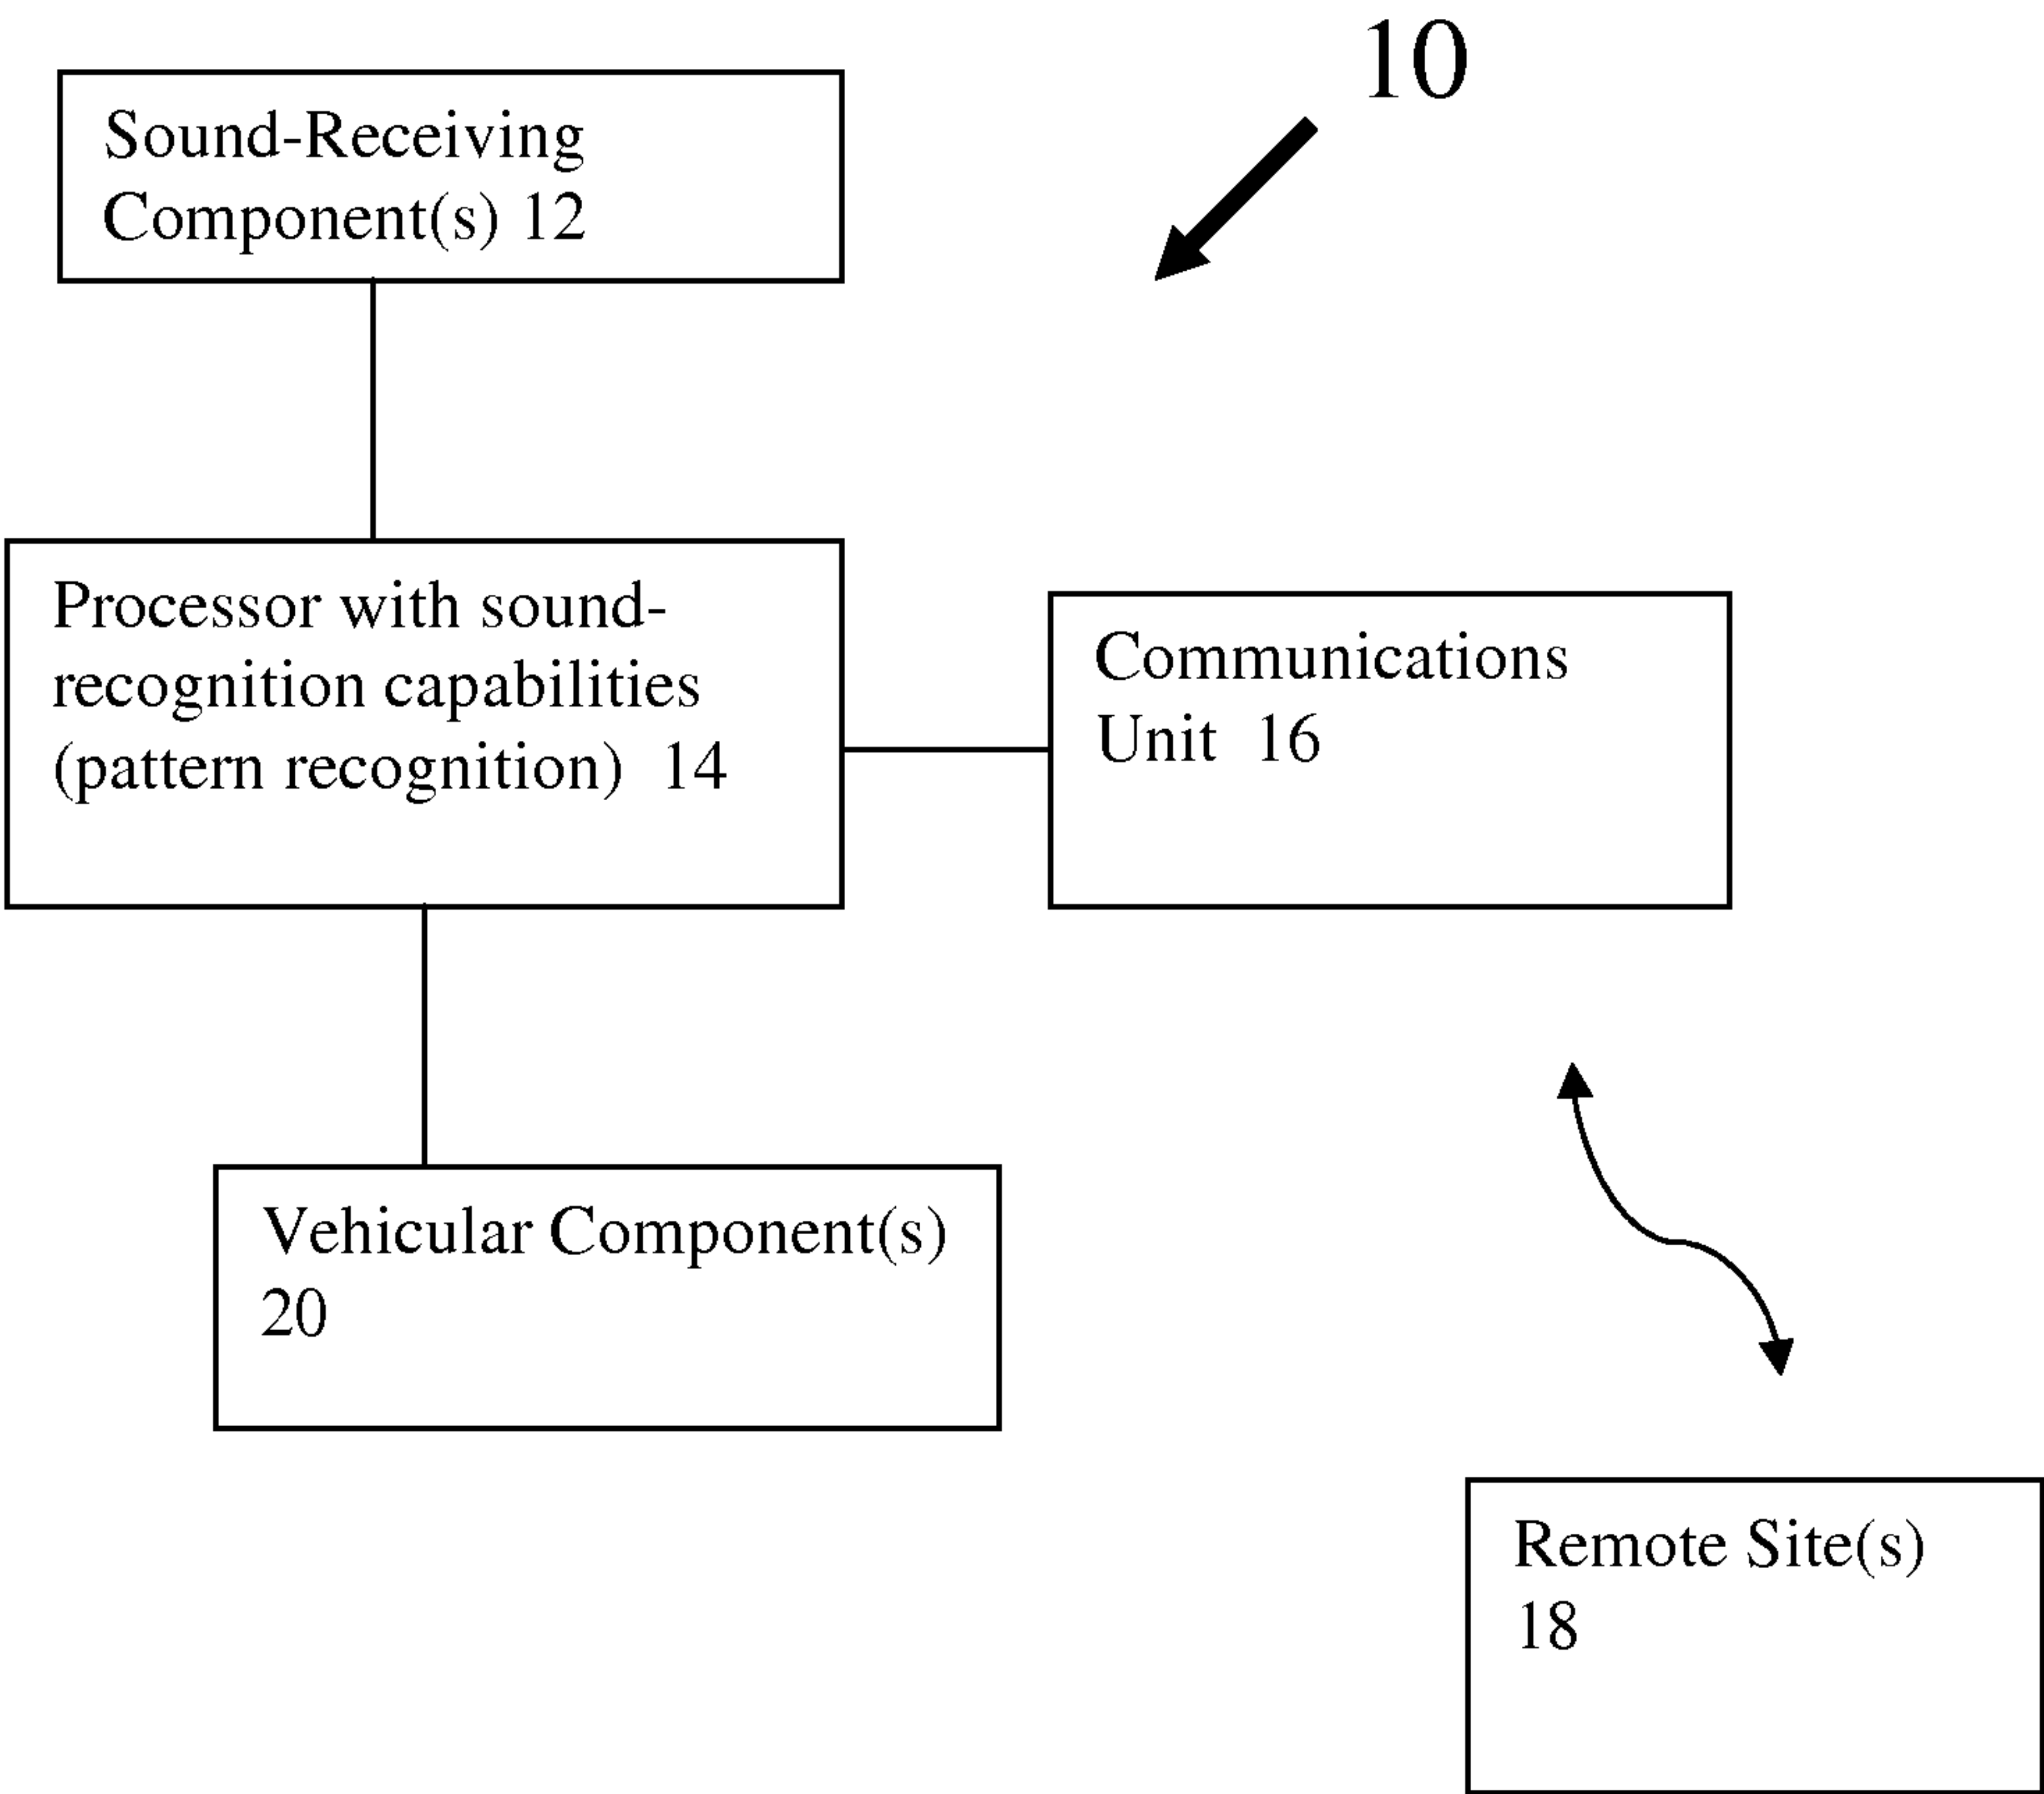 10
Sound-Receiving
Component(s) 12
Processor with sound-
recognition capabilities
(pattern recognition) 14
Communications
Unit 16
Vehicular Component(s)
20
Remote Site(s)
18